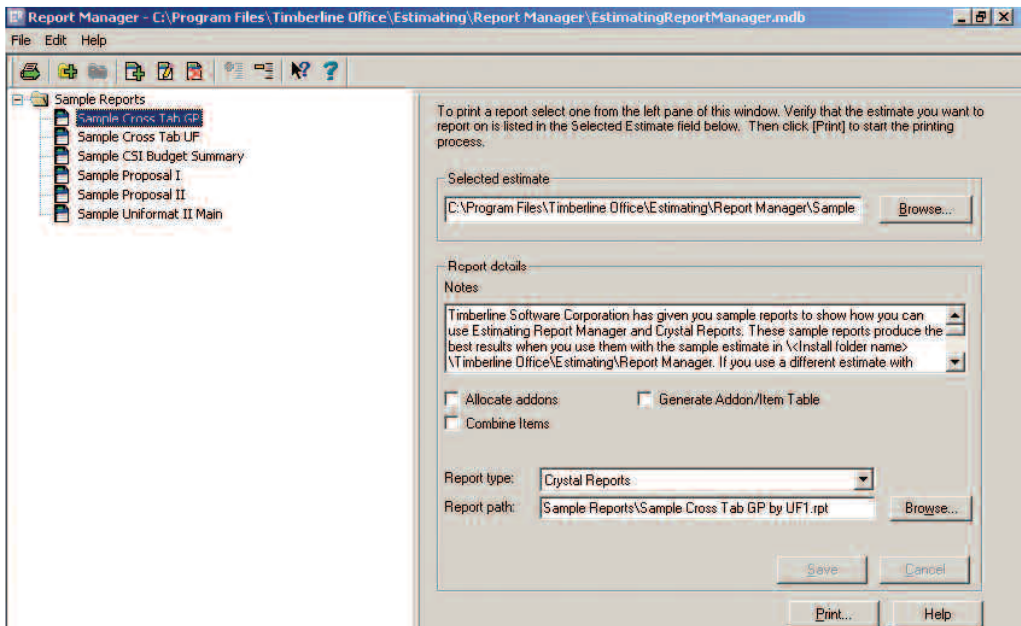 Report Manager - C:\Program Files\Timberline Office\Estimating\Report Manager\EstimatingReportManager.mdb
File Edit Help
Sample Reports
Sample Cross Tab GP
Sample Cross Tab UF
Sample CSI Budget Summary
Sample Proposal I
Sample Proposal II
Sample Uniformat II Main
To print a report select one from the left pane of this window. Verify that the estimate you want to
report on is listed in the Selected Estimate field below. Then click [Print] to start the printing
process.
Selected estimate
C:\Program Files\Timberline Office\Estimating\Report Manager\Sample
Browse...
Report details
Notes
Timberline Software Corporation has given you sample reports to show how you can
use Estimating Report Manager and Crystal Reports. These sample reports produce the
best results when you use them with the sample estimate in \<Install folder name>
\Timberline Office\Estimating\Report Manager. If you use a different estimate with
Allocate addons
Generate Addon/Item Table
Combine Items
Report type:
Crystal Reports
Report path:
Sample Reports\Sample Cross Tab GP by UF1.rpt
Browse...
Save
Cancel
Print...
Help